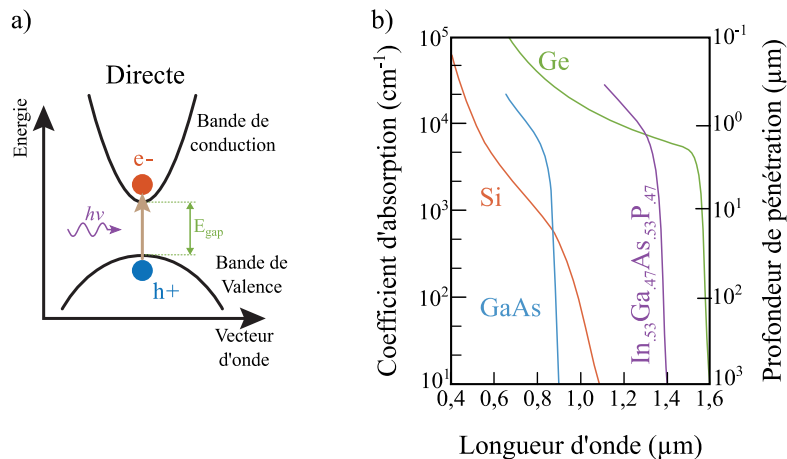 a)
Directe
Energie
Bande de
conduction
e-
hν
E_gap
Bande de
Valence
h+
Vecteur
d'onde
b)
Coefficient d'absorption (cm⁻¹)
10⁵
10⁴
10³
10²
10¹
Ge
Si
GaAs
In.₅₃Ga.₄₇As.₅₃P.₄₇
10⁻¹
10⁰
10¹
10²
10³
Profondeur de pénétration (µm)
0,4 0,6 0,8 1,0 1,2 1,4 1,6
Longueur d'onde (µm)